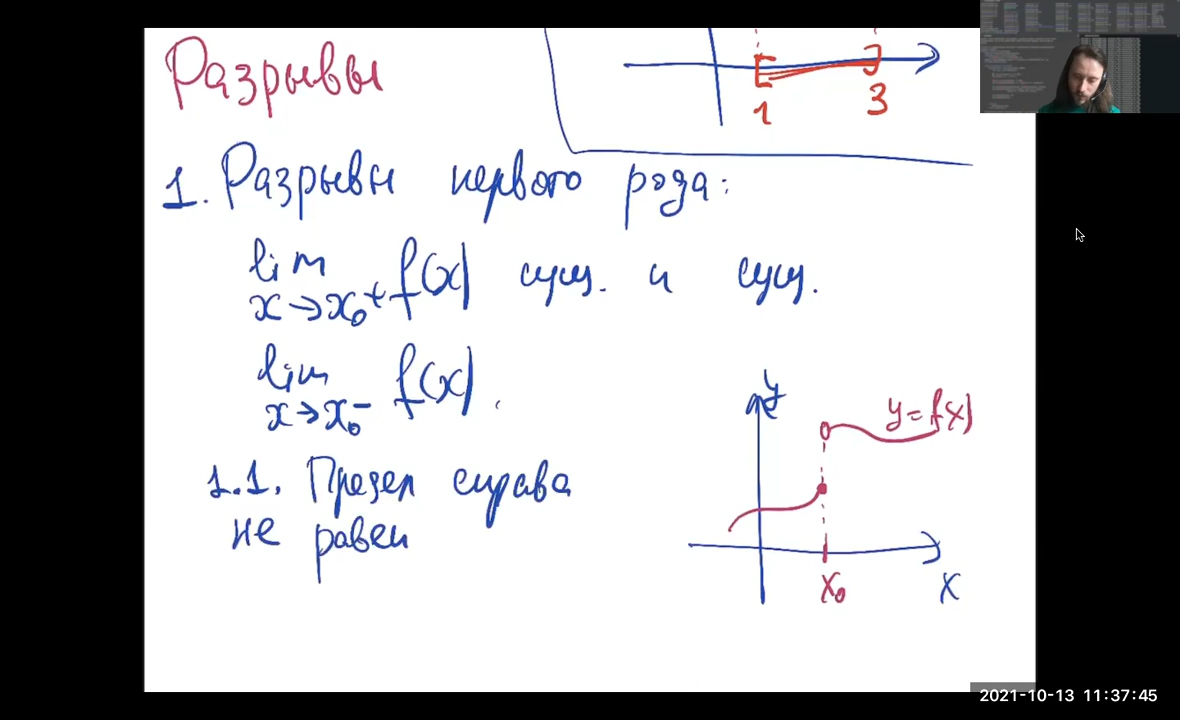 Разрывы
1 3
1. Разрывы первого рода:
lim f(x) сущ. и сущ.
x→x₀+
lim f(x).
x→x₀-
y
y=f(x)
1.1. Предел справа
не равен
x₀ x
2021-10-13 11:37:45